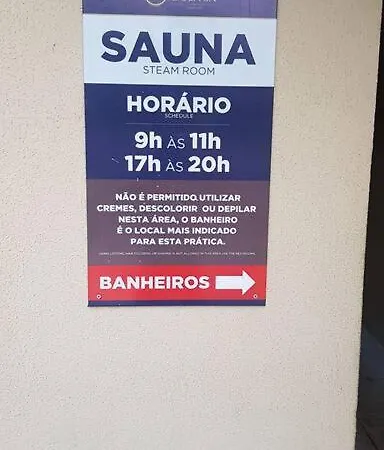 SAUNA
STEAM ROOM
HORÁRIO
SCHEDULE
9h ÀS 11h
17h ÀS 20h
NÃO É PERMITIDO UTILIZAR
CREMES, DESCOLORIR OU DEPILAR
NESTA ÁREA, O BANHEIRO
É O LOCAL MAIS INDICADO
PARA ESTA PRÁTICA.
BANHEIROS